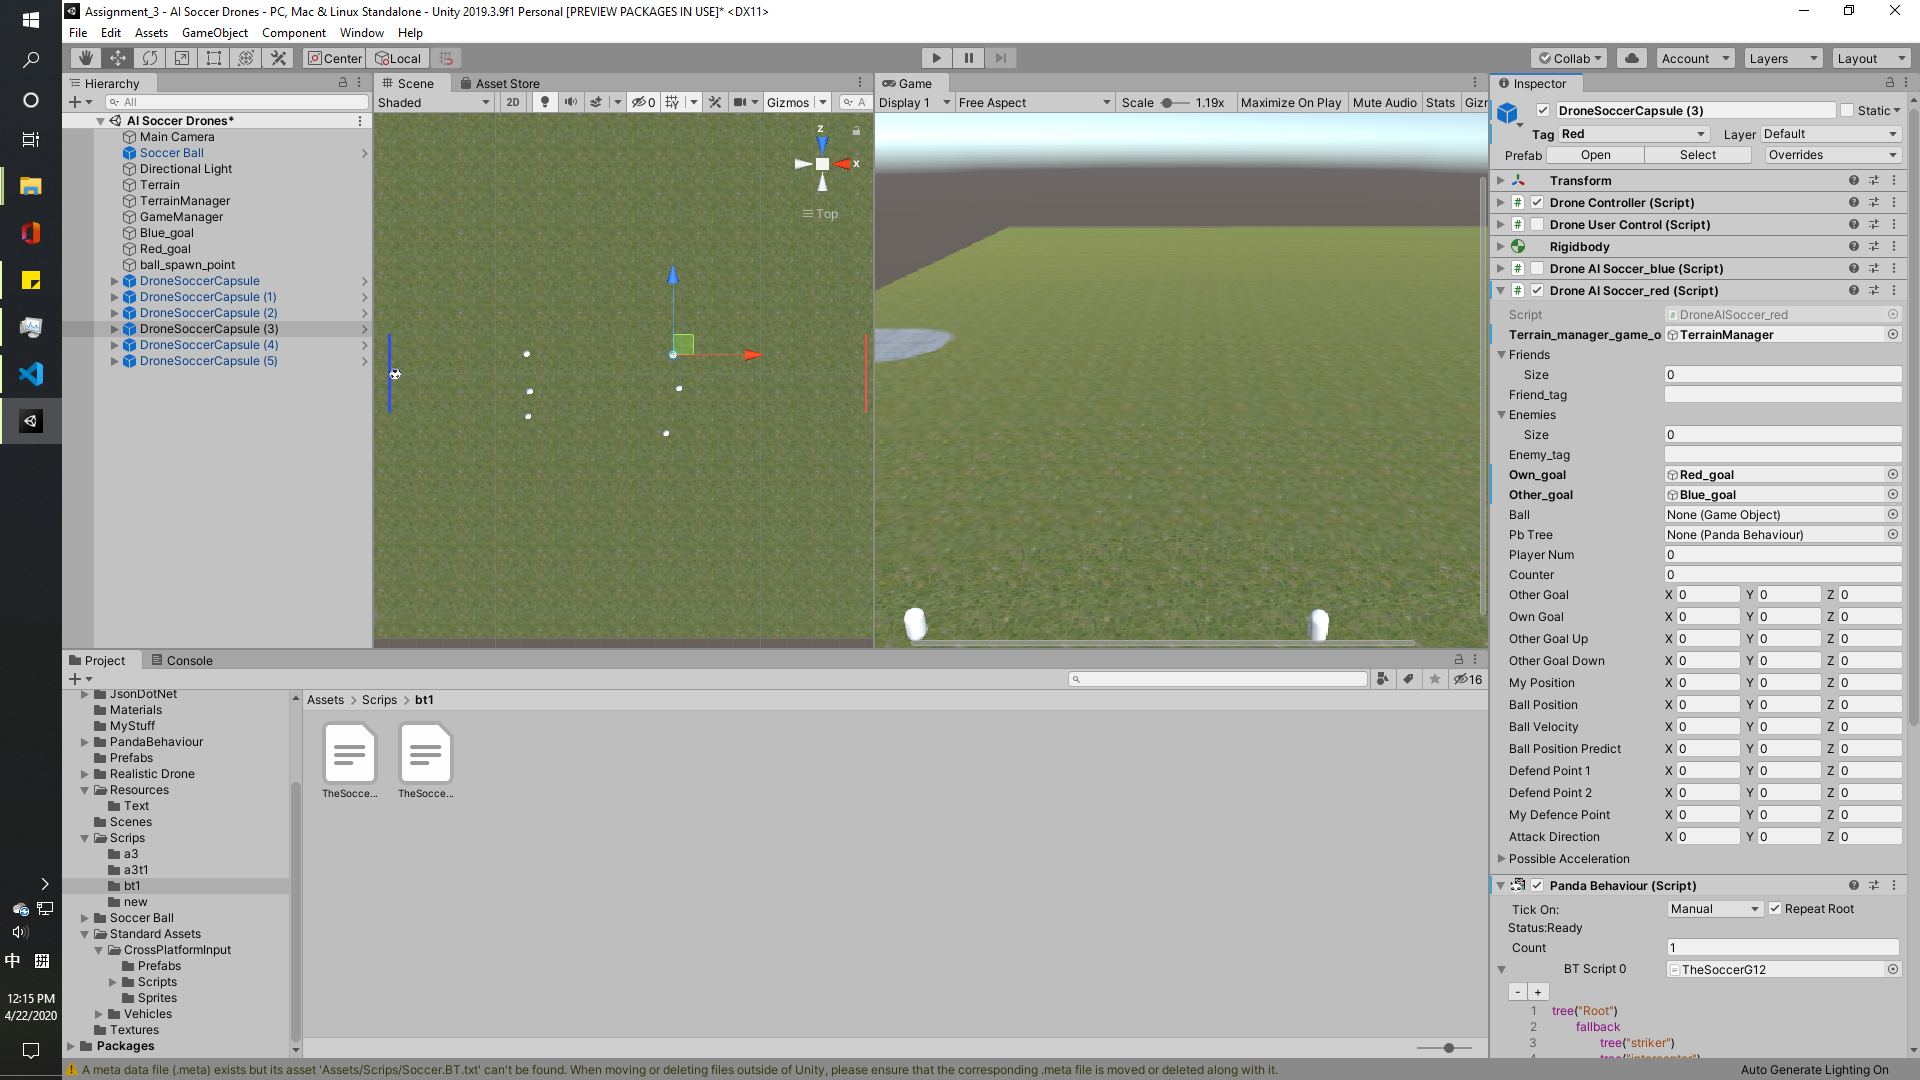 Assignment_3 - AI Soccer Drones - PC, Mac & Linux Standalone - Unity 2019.3.9f1 Personal [PREVIEW PACKAGES IN USE]* <DX11>
File Edit Assets GameObject Component Window Help
Center Local Collab Account Layers Layout
Hierarchy
All
AI Soccer Drones*
Main Camera
Soccer Ball
Directional Light
Terrain
TerrainManager
GameManager
Blue_goal
Red_goal
ball_spawn_point
DroneSoccerCapsule
DroneSoccerCapsule (1)
DroneSoccerCapsule (2)
DroneSoccerCapsule (3)
DroneSoccerCapsule (4)
DroneSoccerCapsule (5)
Scene Asset Store
Shaded 2D 0 Gizmos A
z
x
Top
Game
Display 1 Free Aspect Scale 1.19x Maximize On Play Mute Audio Stats Giz
Inspector
DroneSoccerCapsule (3) Static
Tag Red Layer Default
Prefab Open Select Overrides
Transform
Drone Controller (Script)
Drone User Control (Script)
Rigidbody
Drone AI Soccer_blue (Script)
Drone AI Soccer_red (Script)
Script DroneAISoccer_red
Terrain_manager_game_o TerrainManager
Friends
Size 0
Friend_tag
Enemies
Size 0
Enemy_tag
Own_goal Red_goal
Other_goal Blue_goal
Ball None (Game Object)
Pb Tree None (Panda Behaviour)
Player Num 0
Counter 0
Other Goal X 0 Y 0 Z 0
Own Goal X 0 Y 0 Z 0
Other Goal Up X 0 Y 0 Z 0
Other Goal Down X 0 Y 0 Z 0
My Position X 0 Y 0 Z 0
Ball Position X 0 Y 0 Z 0
Ball Velocity X 0 Y 0 Z 0
Ball Position Predict X 0 Y 0 Z 0
Defend Point 1 X 0 Y 0 Z 0
Defend Point 2 X 0 Y 0 Z 0
My Defence Point X 0 Y 0 Z 0
Attack Direction X 0 Y 0 Z 0
Possible Acceleration
Panda Behaviour (Script)
Tick On: Manual Repeat Root
Status:Ready
Count 1
BT Script 0 TheSoccerG12
- +
1 tree("Root")
2 fallback
3 tree("striker")
4 tree("interceptor")
Project Console
16
JsonDotNet
Materials
MyStuff
PandaBehaviour
Prefabs
Realistic Drone
Resources
Text
Scenes
Scrips
a3
a3t1
bt1
new
Soccer Ball
Standard Assets
CrossPlatformInput
Prefabs
Scripts
Sprites
Vehicles
Textures
Packages
Assets > Scrips > bt1
TheSocce... TheSocce...
中
12:15 PM
4/22/2020
A meta data file (.meta) exists but its asset 'Assets/Scrips/Soccer.BT.txt' can't be found. When moving or deleting files outside of Unity, please ensure that the corresponding .meta file is moved or deleted along with it.
Auto Generate Lighting On